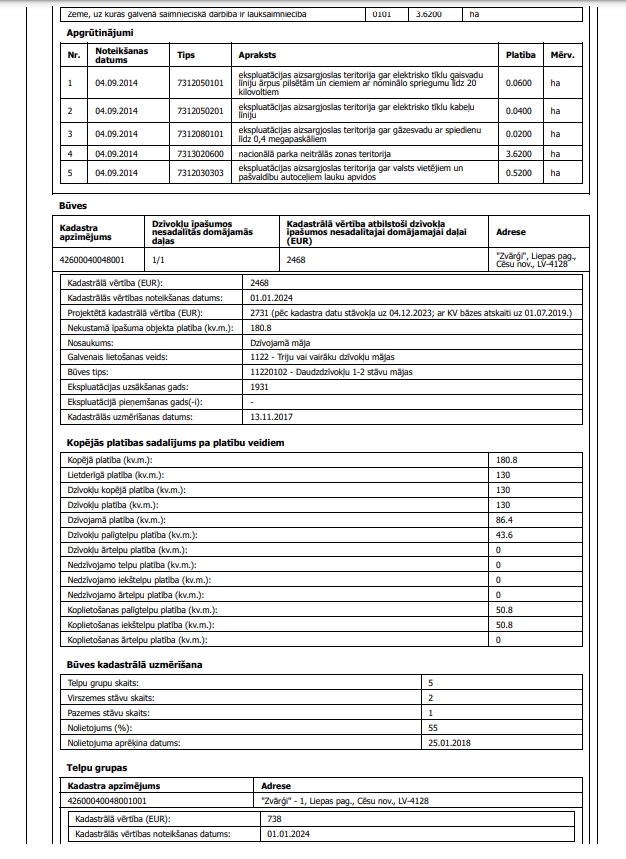 Zeme, uz kuras galvenā saimnieciskā darbība ir lauksaimniecība 0101 3.6200 ha
Apgrūtinājumi
Nr. Noteikšanas datums Tips Apraksts Platība Mērv.
1 04.09.2014 7312050101 ekspluatācijas aizsargjoslas teritorija gar elektrisko tīklu gaisvadu
līniju ārpus pilsētām un ciemiem ar nominālo spriegumu līdz 20
kilovoltiem 0.0600 ha
2 04.09.2014 7312050201 ekspluatācijas aizsargjoslas teritorija gar elektrisko tīklu kabeļu
līniju 0.0400 ha
3 04.09.2014 7312080101 ekspluatācijas aizsargjoslas teritorija gar gāzesvadu ar spiedienu
līdz 0,4 megapaskāliem 0.0200 ha
4 04.09.2014 7313020600 nacionālā parka neitrālās zonas teritorija 3.6200 ha
5 04.09.2014 7312030303 ekspluatācijas aizsargjoslas teritorija gar valsts vietējiem un
pašvaldību autoceļiem lauku apvidos 0.5200 ha
Būves
Kadastra apzīmējums Dzīvokļu īpašumos nesadalītās domājamās daļas Kadastrālā vērtība atbilstoši dzīvokļa īpašumos nesadalītajai domājamajai daļai (EUR) Adrese
42600040048001 1/1 2468 "Zvārģi", Liepas pag.,
Cēsu nov., LV-4128
Kadastrālā vērtība (EUR): 2468
Kadastrālās vērtības noteikšanas datums: 01.01.2024
Projektētā kadastrālā vērtība (EUR): 2731 (pēc kadastra datu stāvokļa uz 04.12.2023; ar KV bāzes atskaiti uz 01.07.2019.)
Nekustamā īpašuma objekta platība (kv.m.): 180.8
Nosaukums: Dzīvojamā māja
Galvenais lietošanas veids: 1122 - Triju vai vairāku dzīvokļu mājas
Būves tips: 11220102 - Daudzdzīvokļu 1-2 stāvu mājas
Ekspluatācijas uzsākšanas gads: 1931
Ekspluatācijā pieņemšanas gads(-i): -
Kadastrālās uzmērīšanas datums: 13.11.2017
Kopējās platības sadalījums pa platību veidiem
Kopējā platība (kv.m.): 180.8
Lietderīgā platība (kv.m.): 130
Dzīvokļu kopējā platība (kv.m.): 130
Dzīvokļu platība (kv.m.): 130
Dzīvojamā platība (kv.m.): 86.4
Dzīvokļu palīgtelpu platība (kv.m.): 43.6
Dzīvokļu ārtelpu platība (kv.m.): 0
Nedzīvojamo telpu platība (kv.m.): 0
Nedzīvojamo iekštelpu platība (kv.m.): 0
Nedzīvojamo ārtelpu platība (kv.m.): 0
Koplietošanas palīgtelpu platība (kv.m.): 50.8
Koplietošanas iekštelpu platība (kv.m.): 50.8
Koplietošanas ārtelpu platība (kv.m.): 0
Būves kadastrālā uzmērīšana
Telpu grupu skaits: 5
Virszemes stāvu skaits: 2
Pazemes stāvu skaits: 1
Nolietojums (%): 55
Nolietojuma aprēķina datums: 25.01.2018
Telpu grupas
Kadastra apzīmējums Adrese
42600040048001001 "Zvārģi" - 1, Liepas pag., Cēsu nov., LV-4128
Kadastrālā vērtība (EUR): 738
Kadastrālās vērtības noteikšanas datums: 01.01.2024